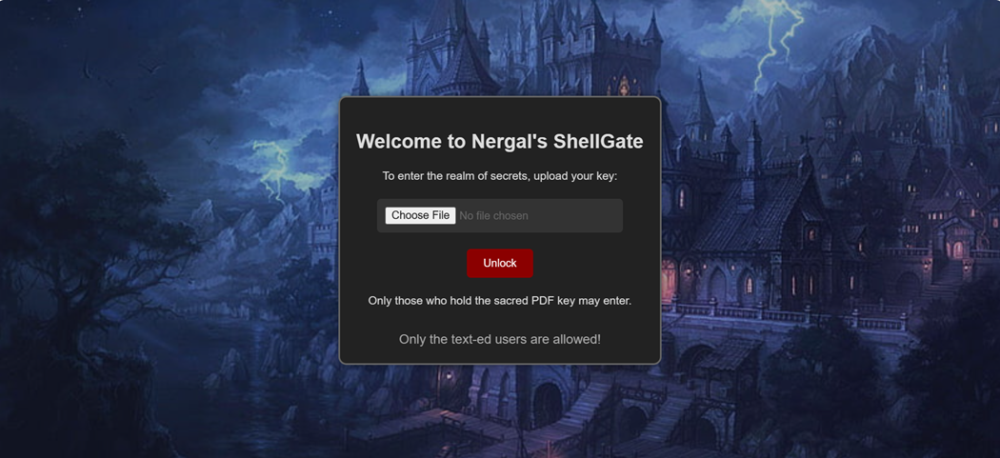 Welcome to Nergal's ShellGate
To enter the realm of secrets, upload your key:
Choose File No file chosen
Unlock
Only those who hold the sacred PDF key may enter.
Only the text-ed users are allowed!